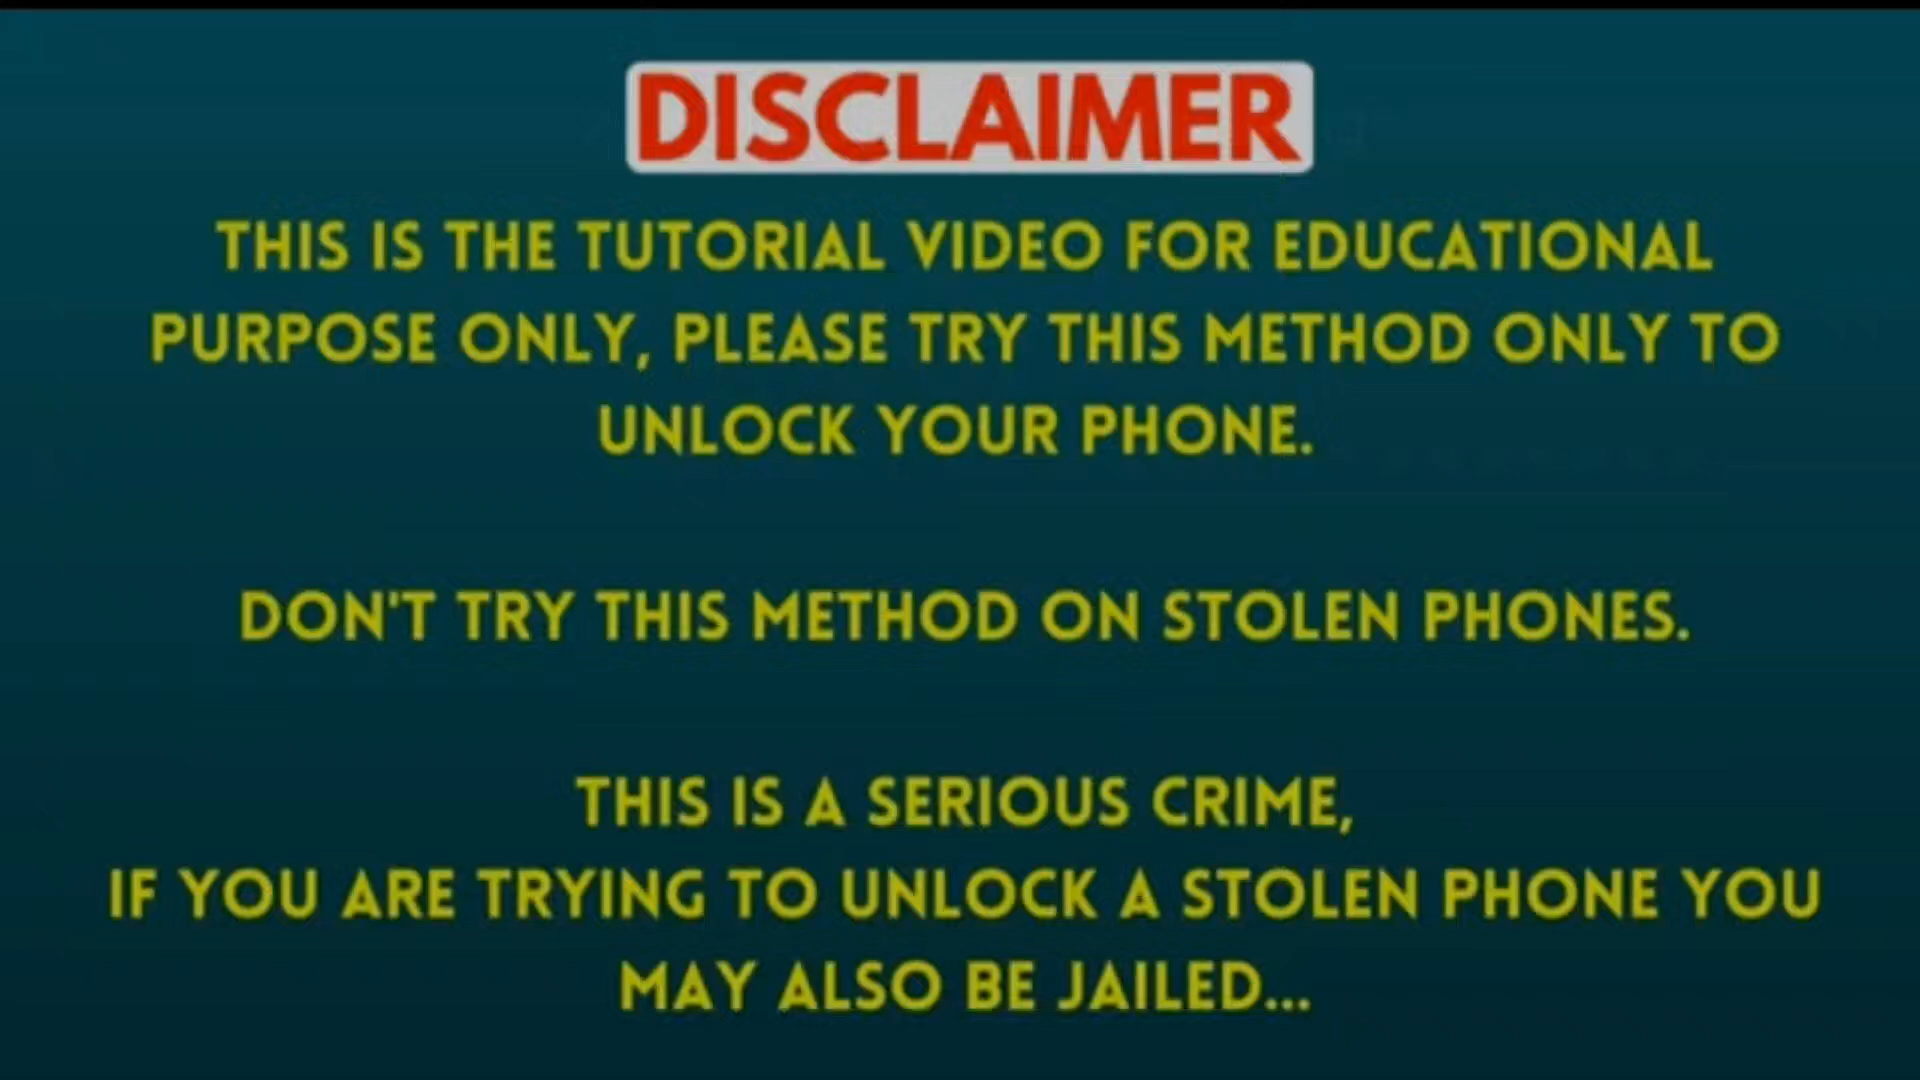 DISCLAIMER
THIS IS THE TUTORIAL VIDEO FOR EDUCATIONAL
PURPOSE ONLY, PLEASE TRY THIS METHOD ONLY TO
UNLOCK YOUR PHONE.
DON'T TRY THIS METHOD ON STOLEN PHONES.
THIS IS A SERIOUS CRIME,
IF YOU ARE TRYING TO UNLOCK A STOLEN PHONE YOU
MAY ALSO BE JAILED...